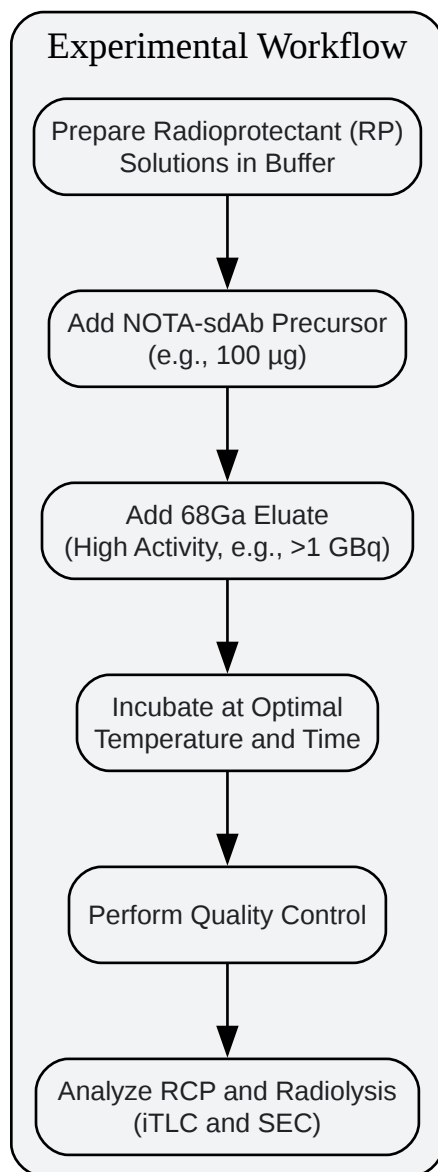 Experimental Workflow
Prepare Radioprotectant (RP)
Solutions in Buffer
Add NOTA-sdAb Precursor
(e.g., 100 µg)
Add 68Ga Eluate
(High Activity, e.g., >1 GBq)
Incubate at Optimal
Temperature and Time
Perform Quality Control
Analyze RCP and Radiolysis
(iTLC and SEC)